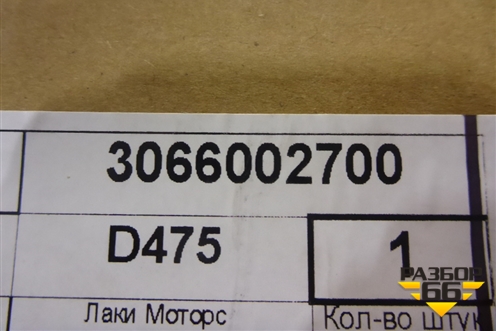 3066002700
D475
1
Лаки Моторс
Кол-во штук
РАЗБОР
66